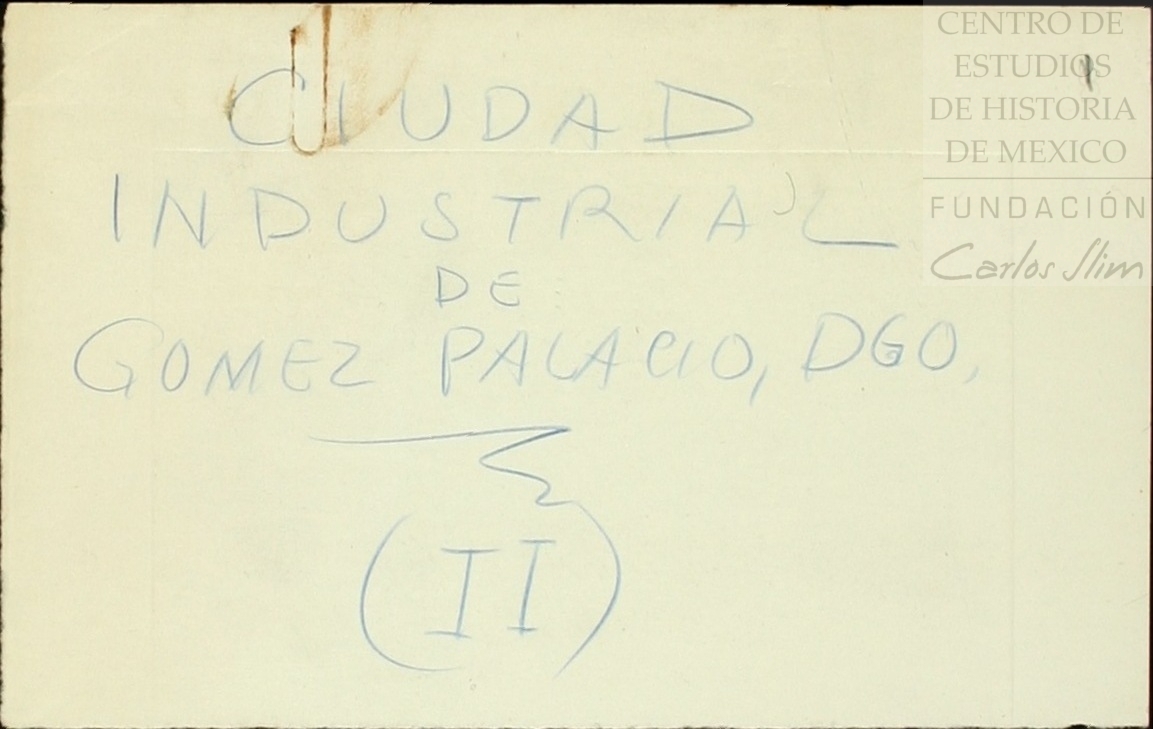 CIUDAD
INDUSTRIAL
DE
GOMEZ PALACIO, DGO,
(II)
CENTRO DE
ESTUDIOS
DE HISTORIA
DE MEXICO
FUNDACIÓN
Carlos Slim